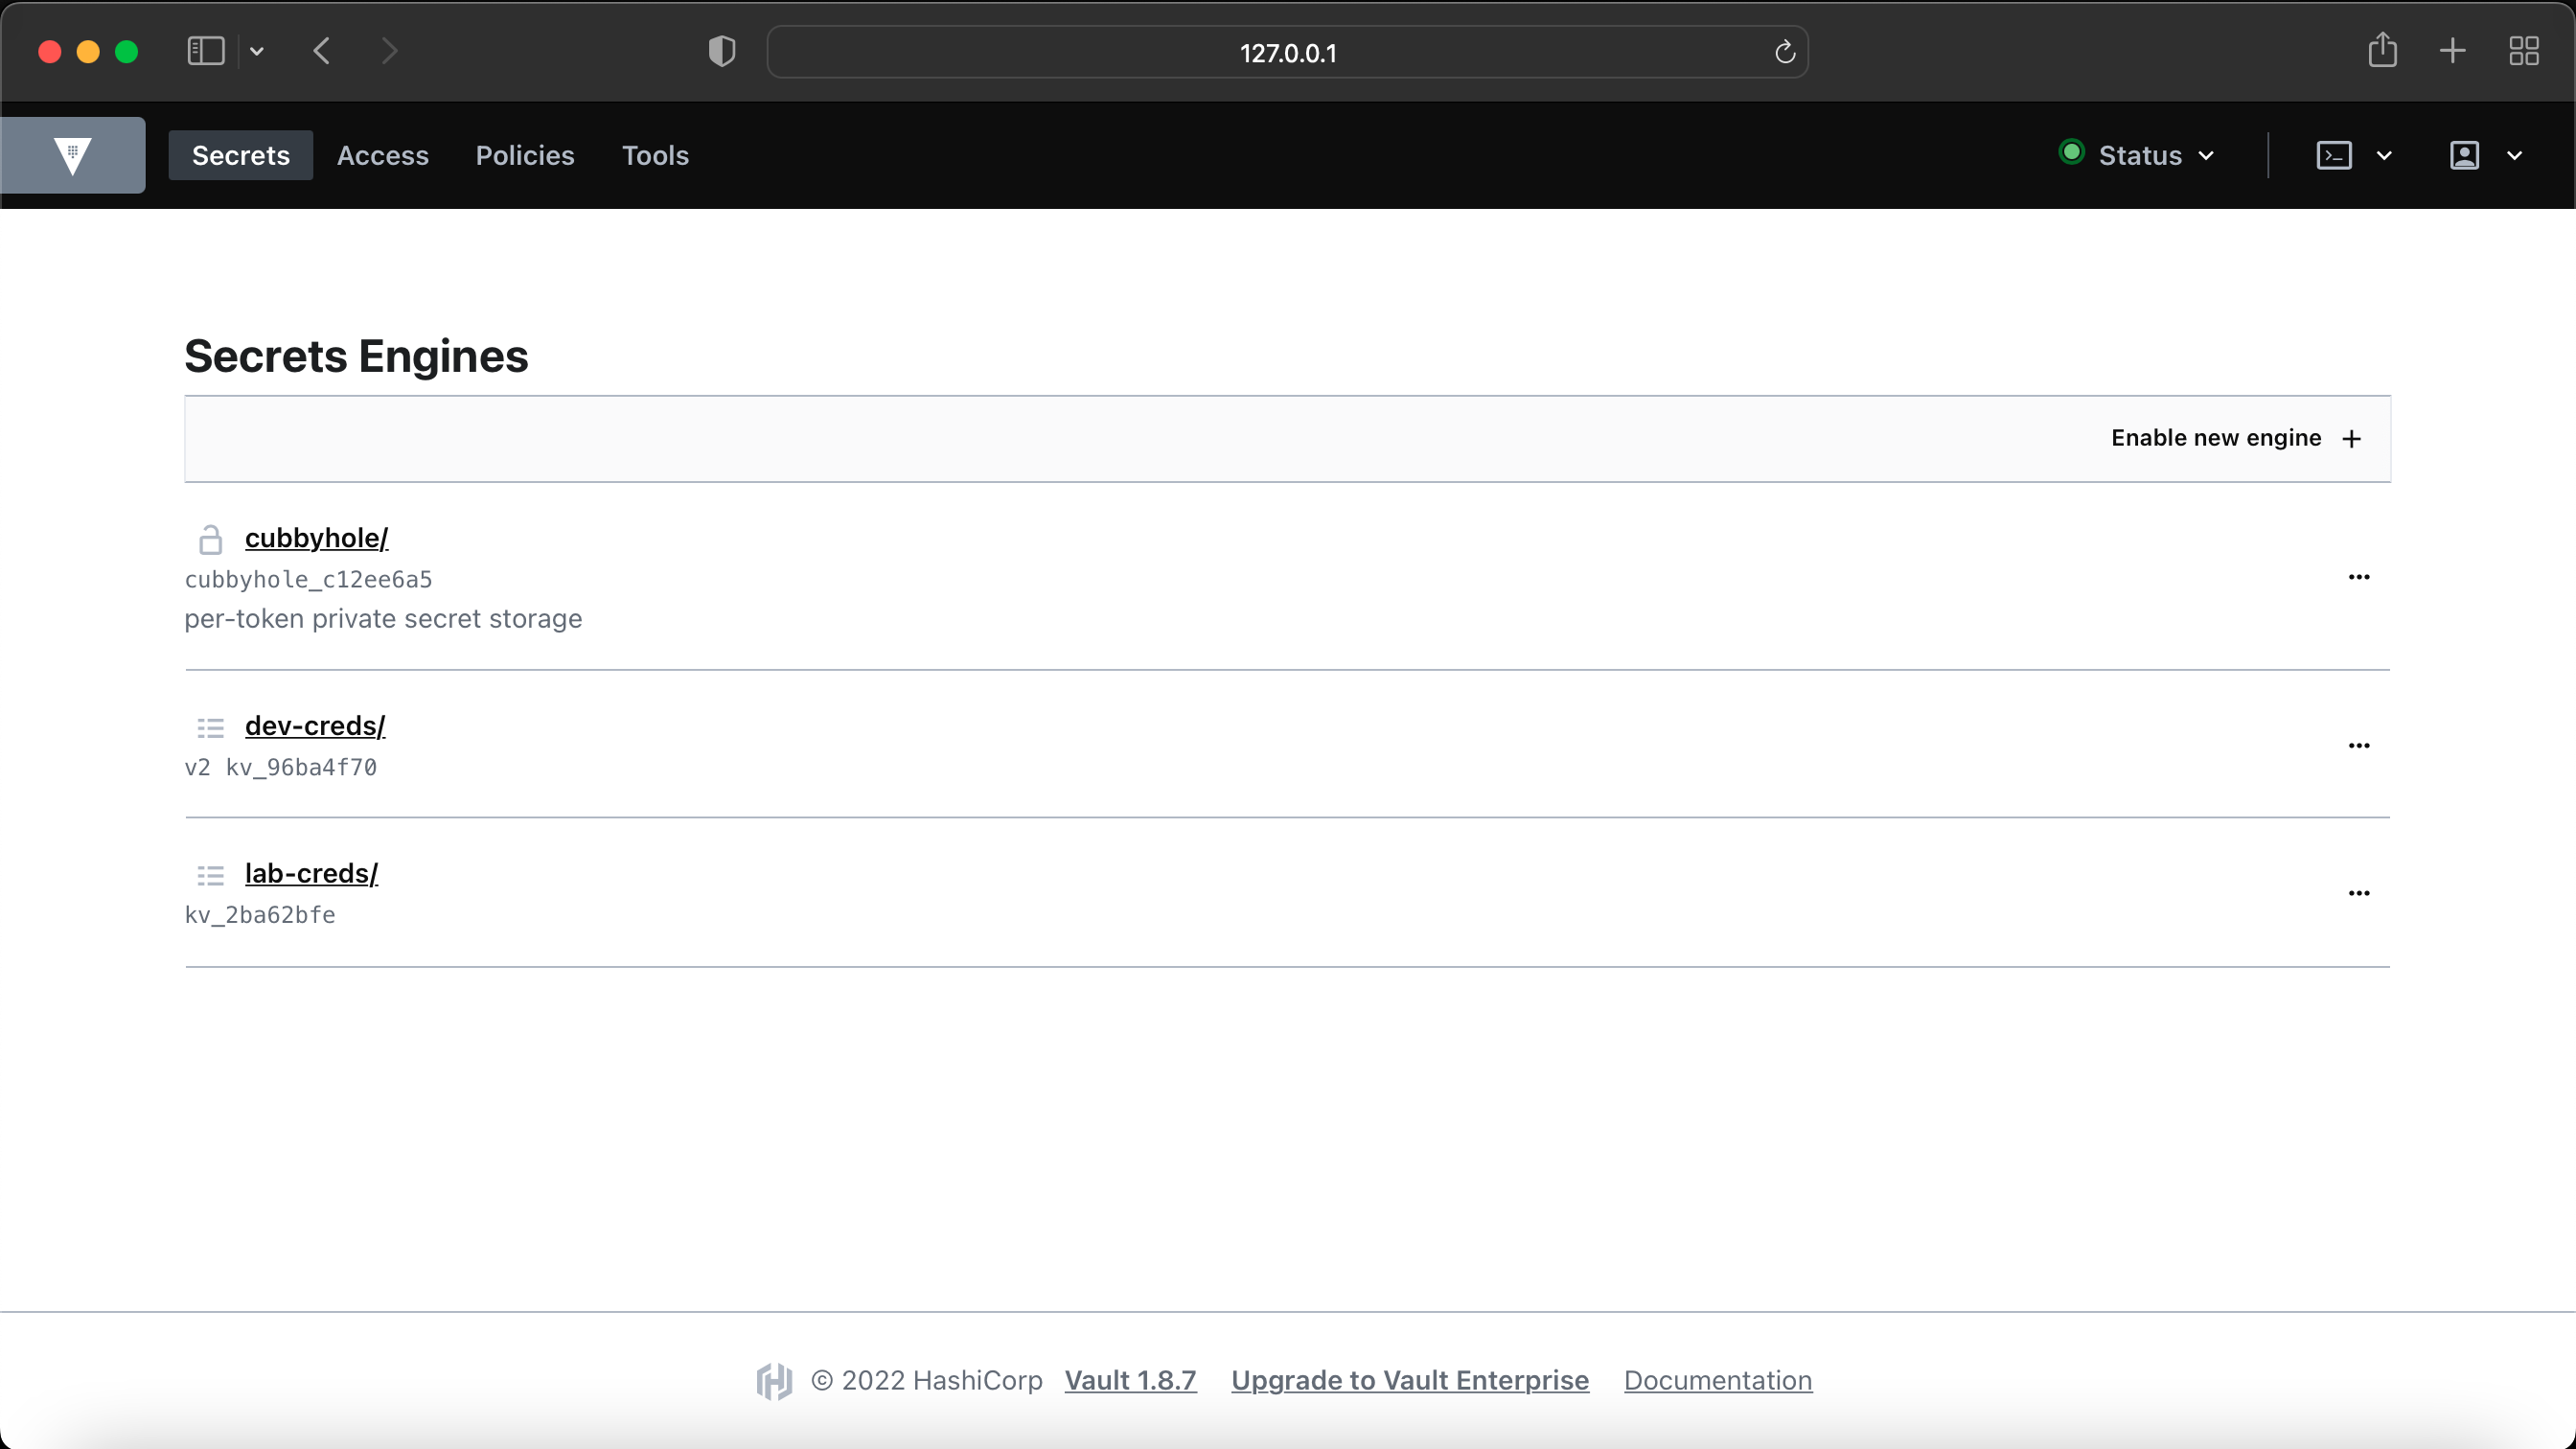 127.0.0.1
Secrets Access Policies Tools Status
Secrets Engines
Enable new engine
cubbyhole/
cubbyhole_c12ee6a5
per-token private secret storage
dev-creds/
v2 kv_96ba4f70
lab-creds/
kv_2ba62bfe
© 2022 HashiCorp Vault 1.8.7 Upgrade to Vault Enterprise Documentation